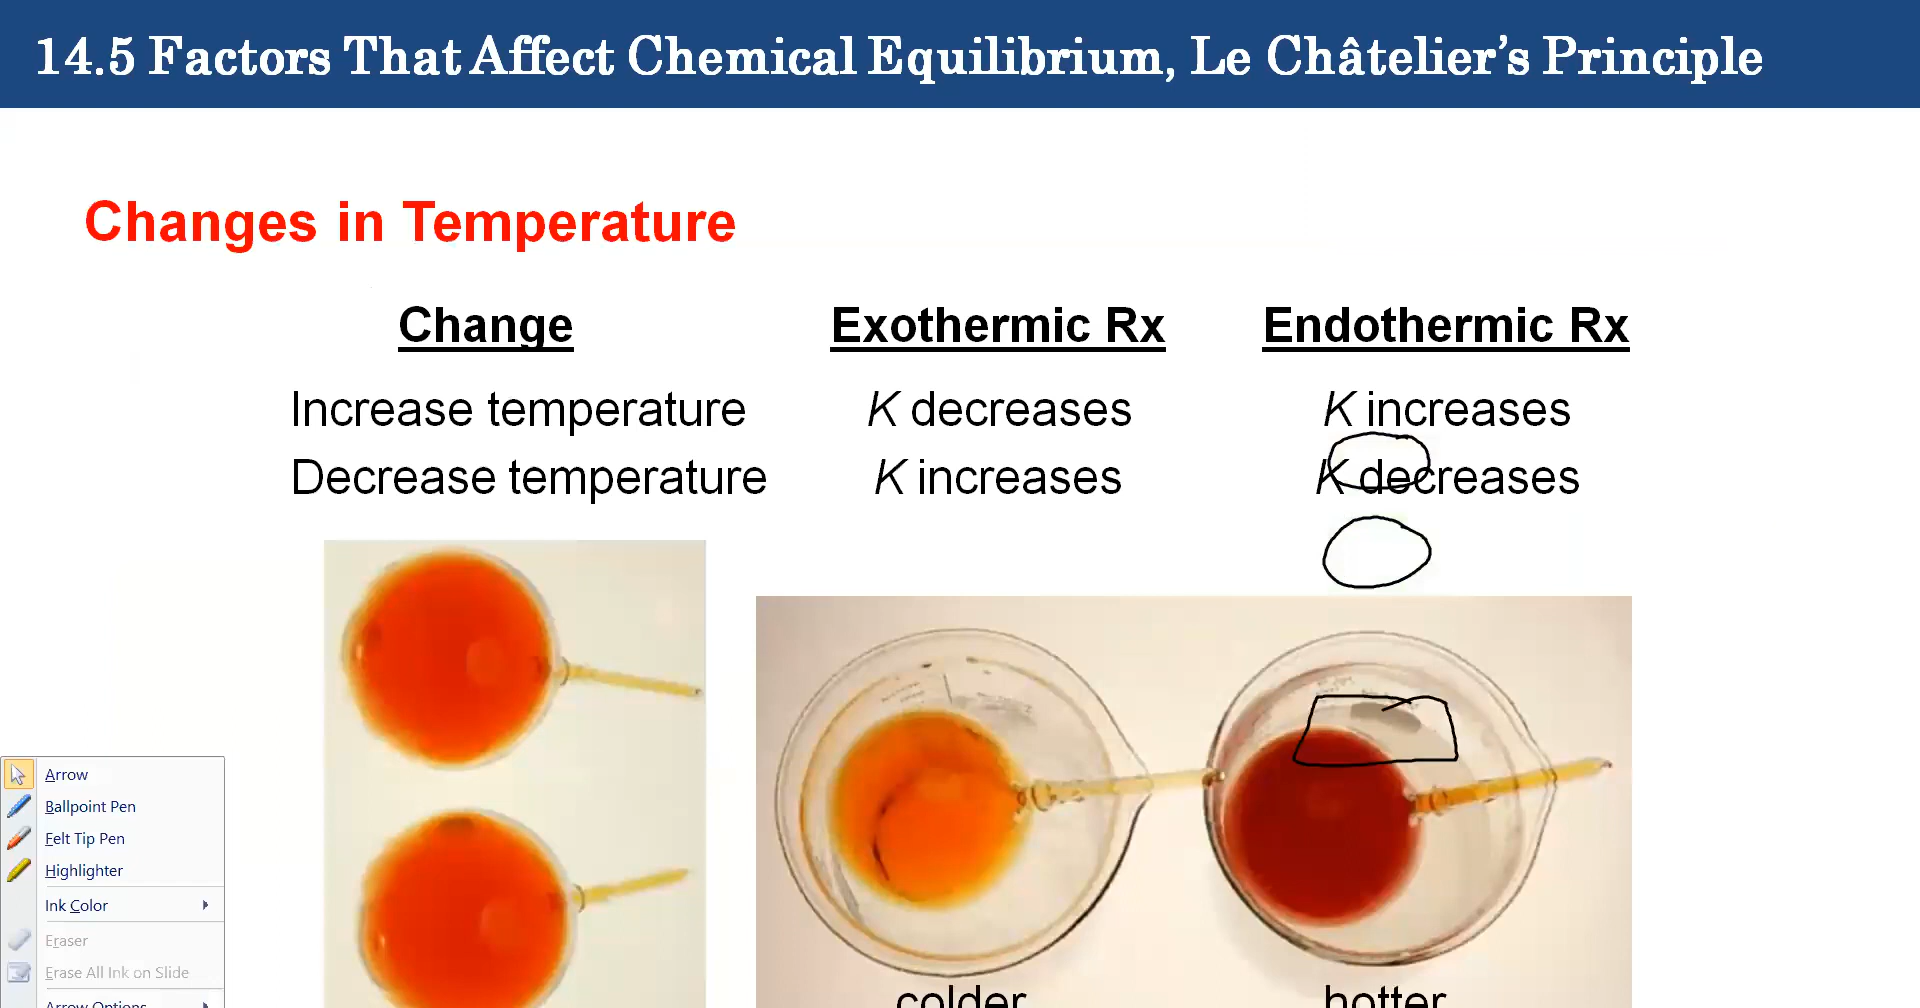 14.5 Factors That Affect Chemical Equilibrium, Le Châtelier's Principle
Changes in Temperature
Change Exothermic Rx Endothermic Rx
Increase temperature K decreases K increases
Decrease temperature K increases K decreases
Arrow
Ballpoint Pen
Felt Tip Pen
Highlighter
Ink Color
Eraser
Erase All Ink on Slide
Arrow Options
colder hotter